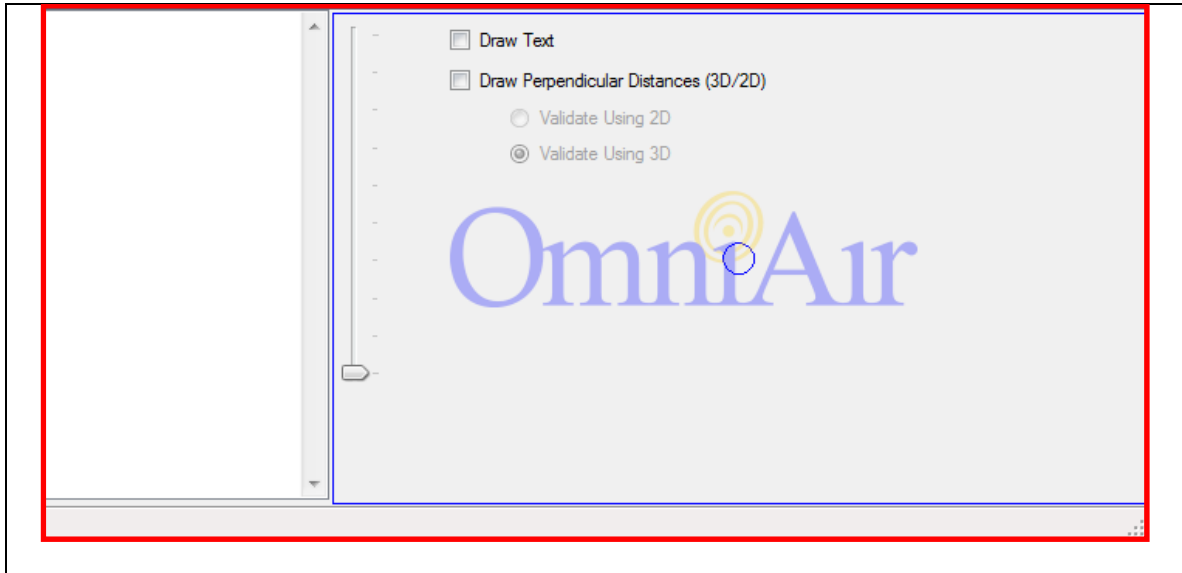 Draw Text
Draw Perpendicular Distances (3D/2D)
Validate Using 2D
Validate Using 3D
OmniAir